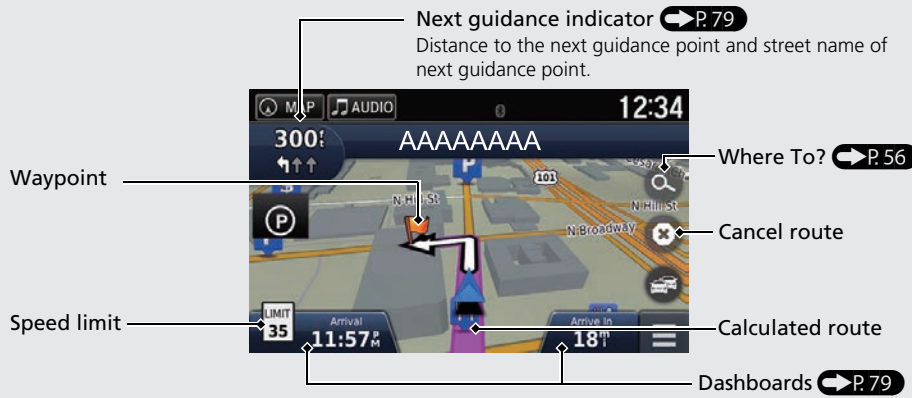 Next guidance indicator P. 79
Distance to the next guidance point and street name of
next guidance point.
MAP AUDIO 12:34
300ft AAAAAAAA
Where To? P. 56
P
101
Waypoint
N Hill St
N Hill St
P
N Broadway
Cancel route
Speed limit
LIMIT
35
Arrival
11:57PM
Arrive In
18mi
Calculated route
Dashboards P. 79